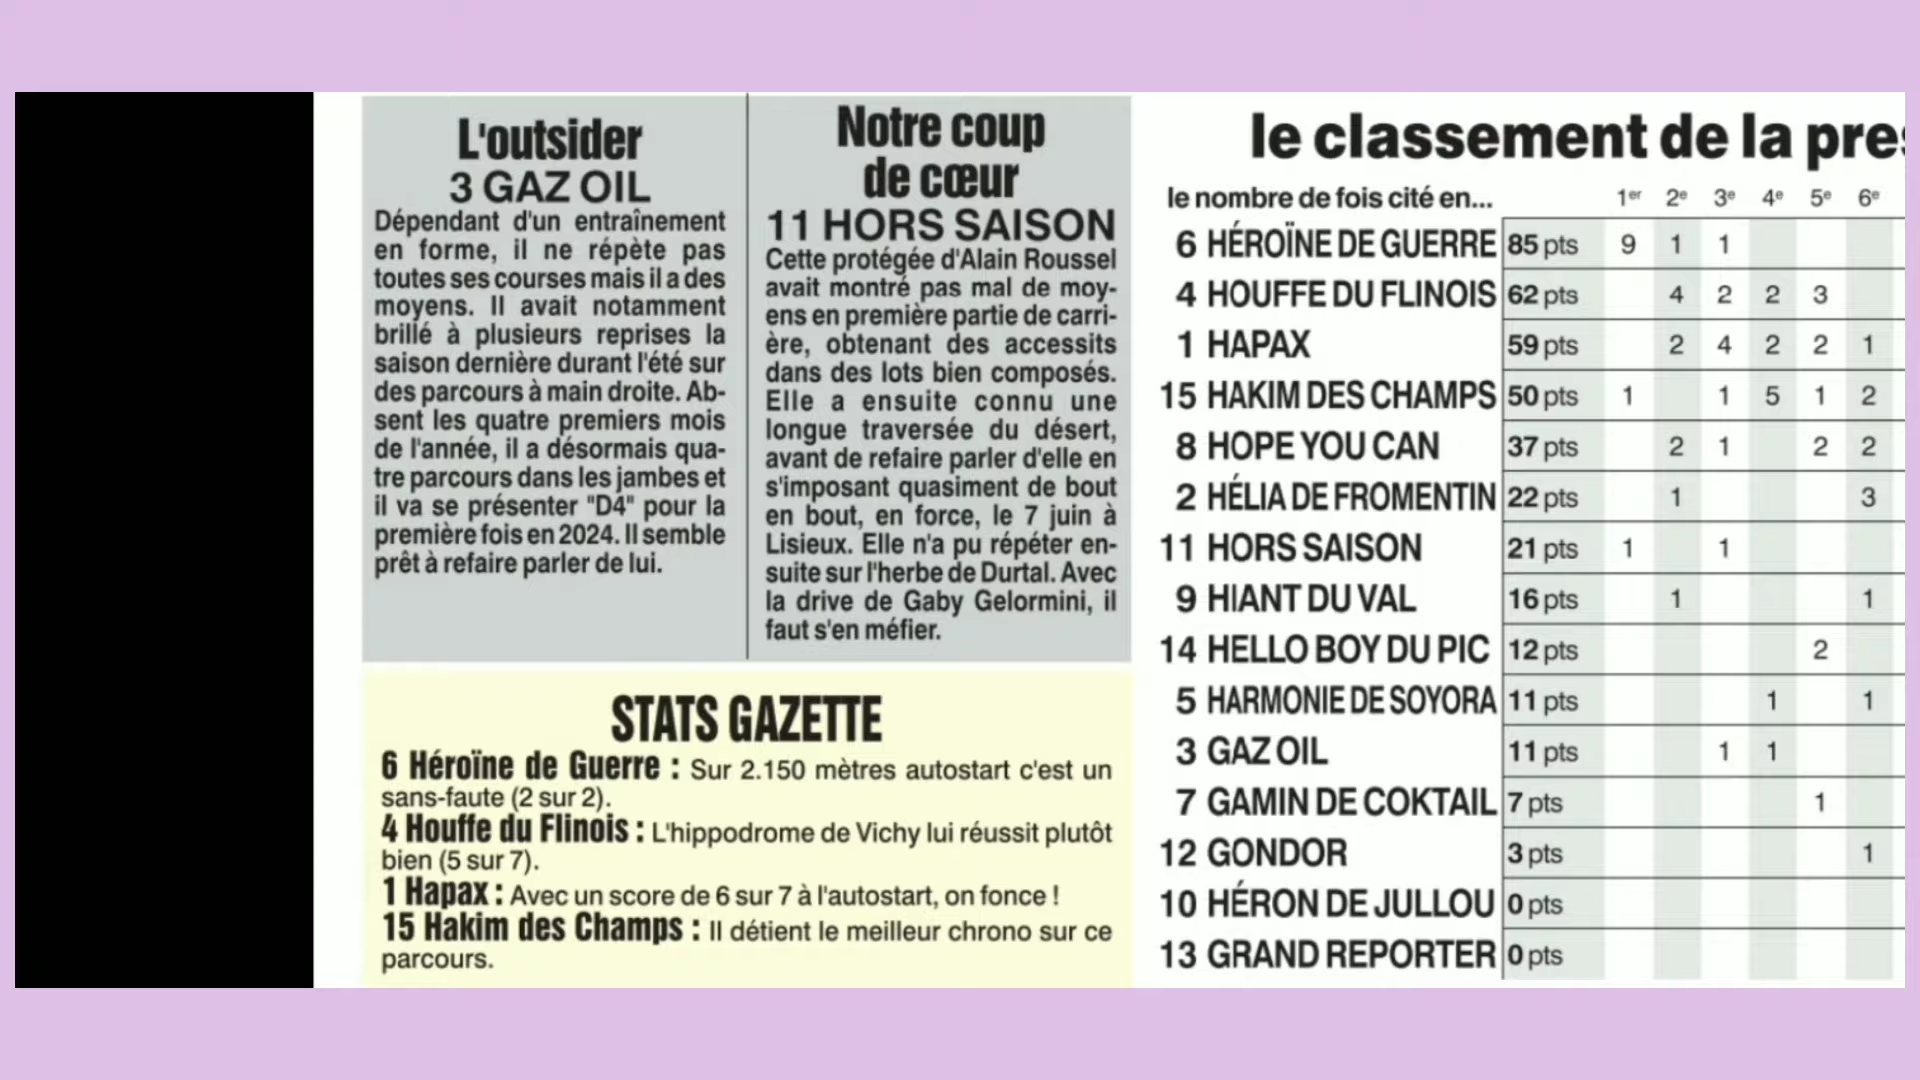 L'outsider
3 GAZ OIL
Dépendant d'un entraînement
en forme, il ne répète pas
toutes ses courses mais il a des
moyens. Il avait notamment
brillé à plusieurs reprises la
saison dernière durant l'été sur
des parcours à main droite. Ab-
sent les quatre premiers mois
de l'année, il a désormais qua-
tre parcours dans les jambes et
il va se présenter "D4" pour la
première fois en 2024. Il semble
prêt à refaire parler de lui.
Notre coup
de cœur
11 HORS SAISON
Cette protégée d'Alain Roussel
avait montré pas mal de moy-
ens en première partie de carri-
ère, obtenant des accessits
dans des lots bien composés.
Elle a ensuite connu une
longue traversée du désert,
avant de refaire parler d'elle en
s'imposant quasiment de bout
en bout, en force, le 7 juin à
Lisieux. Elle n'a pu répéter en-
suite sur l'herbe de Durtal. Avec
la drive de Gaby Gelormini, il
faut s'en méfier.
STATS GAZETTE
6 Héroïne de Guerre : Sur 2.150 mètres autostart c'est un
sans-faute (2 sur 2).
4 Houffe du Flinois : L'hippodrome de Vichy lui réussit plutôt
bien (5 sur 7).
1 Hapax : Avec un score de 6 sur 7 à l'autostart, on fonce !
15 Hakim des Champs : Il détient le meilleur chrono sur ce
parcours.
le classement de la pres
le nombre de fois cité en... 1er 2e 3e 4e 5e 6e
6 HÉROÏNE DE GUERRE 85 pts 9 1 1
4 HOUFFE DU FLINOIS 62 pts 4 2 2 3
1 HAPAX 59 pts 2 4 2 2 1
15 HAKIM DES CHAMPS 50 pts 1 1 5 1 2
8 HOPE YOU CAN 37 pts 2 1 2 2
2 HÉLIA DE FROMENTIN 22 pts 1 3
11 HORS SAISON 21 pts 1 1
9 HIANT DU VAL 16 pts 1 1
14 HELLO BOY DU PIC 12 pts 2
5 HARMONIE DE SOYORA 11 pts 1 1
3 GAZ OIL 11 pts 1 1
7 GAMIN DE COKTAIL 7 pts 1
12 GONDOR 3 pts 1
10 HÉRON DE JULLOU 0 pts
13 GRAND REPORTER 0 pts